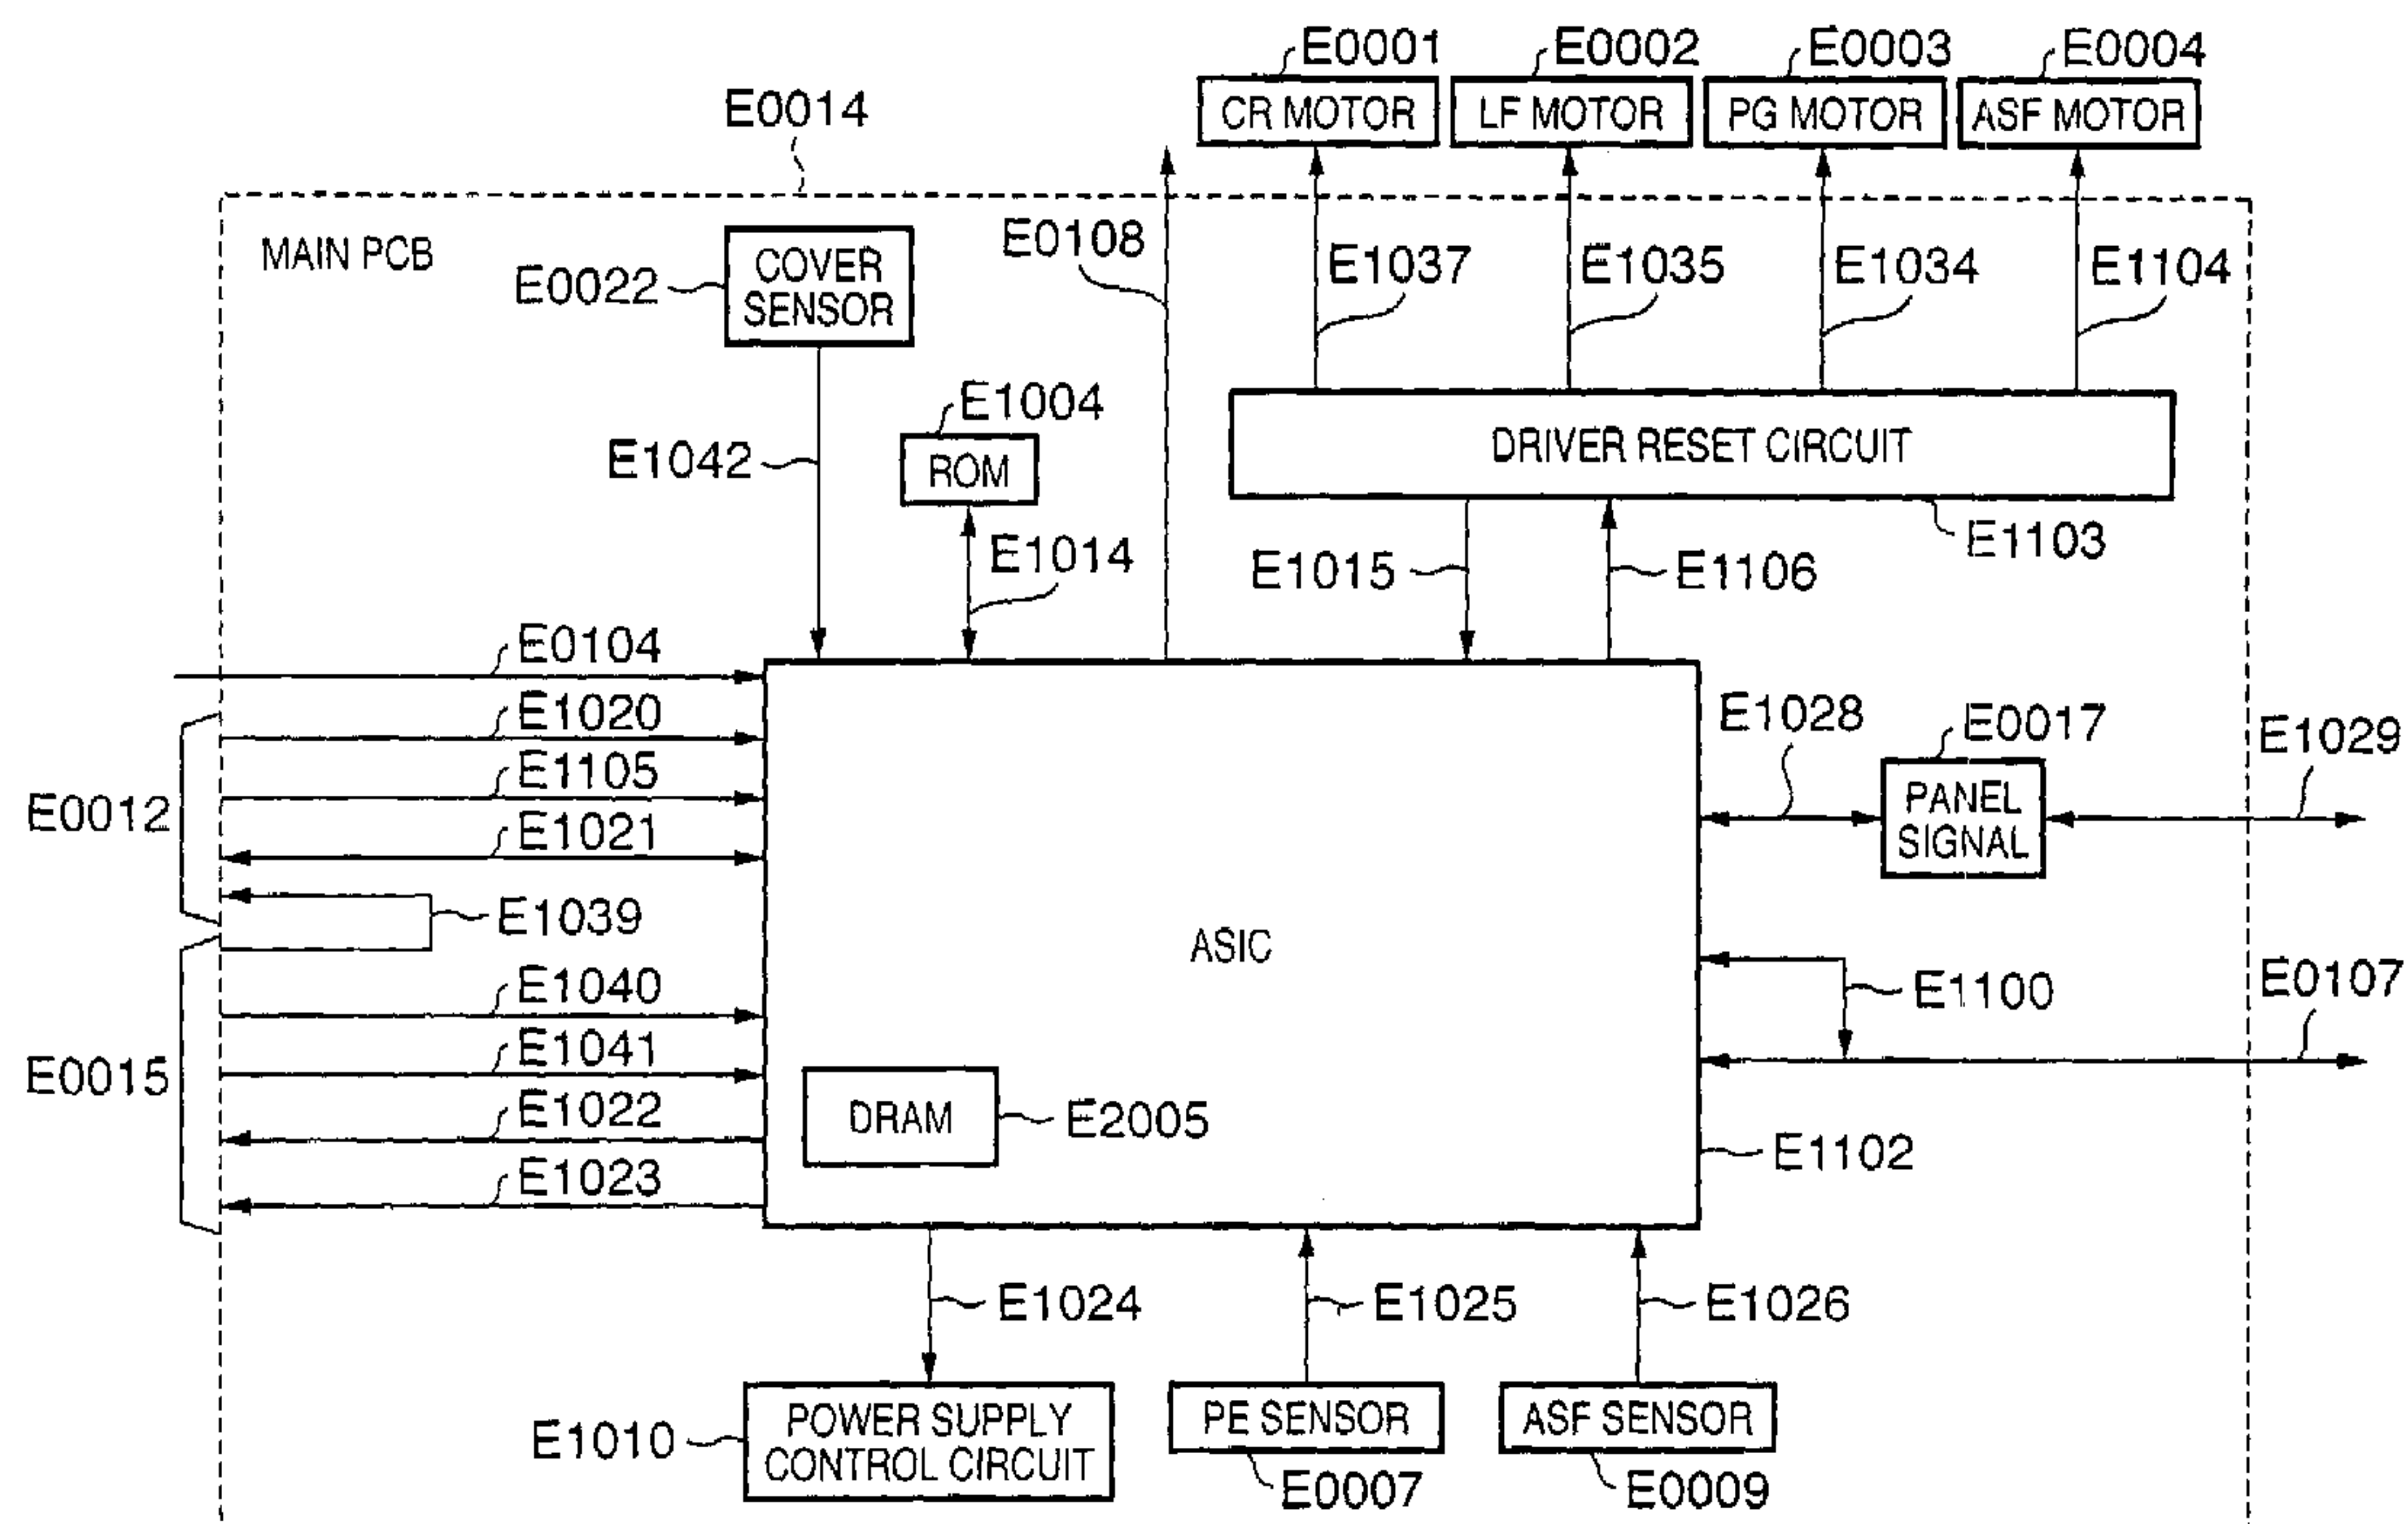 E0001
E0002
E0003
E0004
CR MOTOR
LF MOTOR
PG MOTOR
ASF MOTOR
E0014
MAIN PCB
COVER
SENSOR
E0022
E0108
E1037
E1035
E1034
E1104
E1004
ROM
E1042
DRIVER RESET CIRCUIT
E1103
E1014
E1015
E1106
E0104
E1020
E1105
E1021
E0012
E1039
E1040
E1041
E0015
E1022
E1023
ASIC
DRAM
E2005
E1028
E0017
PANEL
SIGNAL
E1029
E1100
E0107
E1102
E1024
E1025
E1026
E1010
POWER SUPPLY
CONTROL CIRCUIT
PE SENSOR
ASF SENSOR
E0007
E0009